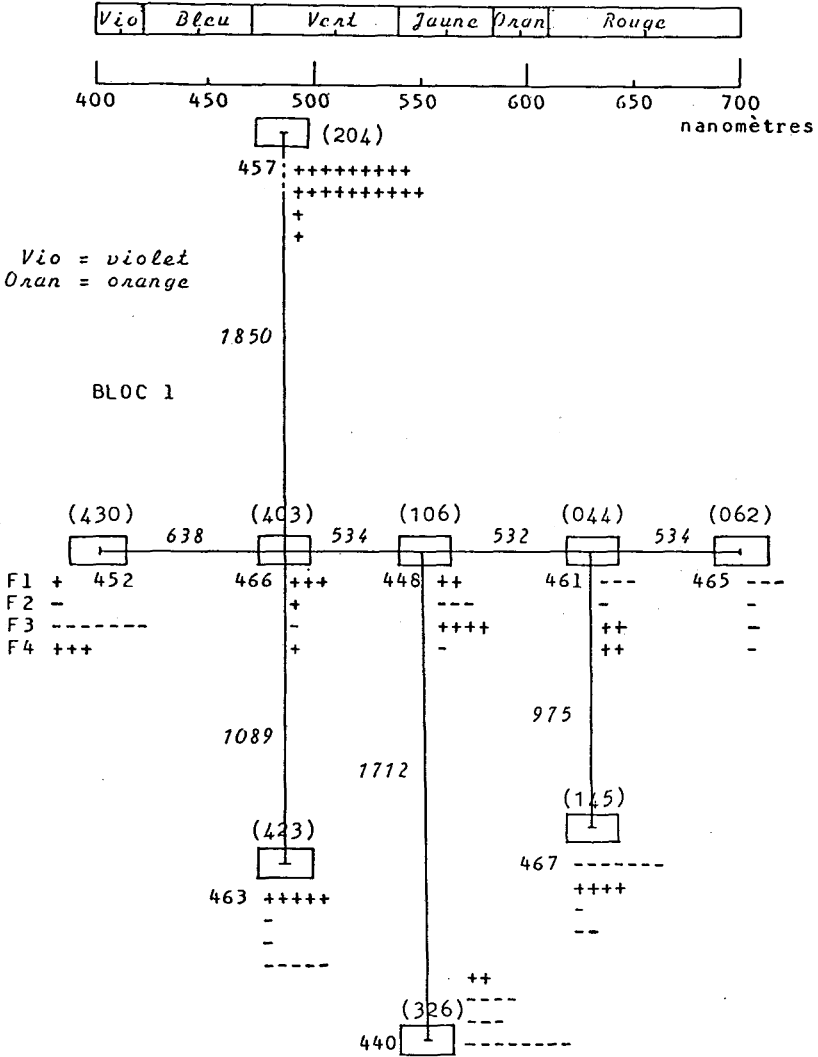 Vio Bleu Vert Jaune Oran Rouge
400 450 500 550 600 650 700
nanomètres
(204)
457 +++++++++
++++++++++
+
+
Vio = violet
Oran = orange
1850
BLOC 1
(430) 638 (403) 534 (106) 532 (044) 534 (062)
F1 + 452 466 +++ 448 ++ 461 --- 465 ---
F2 - + --- - -
F3 ------- - ++++ ++ -
F4 +++ + - ++ -
1089 1712 975
(145)
(423)
467 -------
++++
-
--
463 +++++
-
-
-----
++
----
---
(326)
440 --------